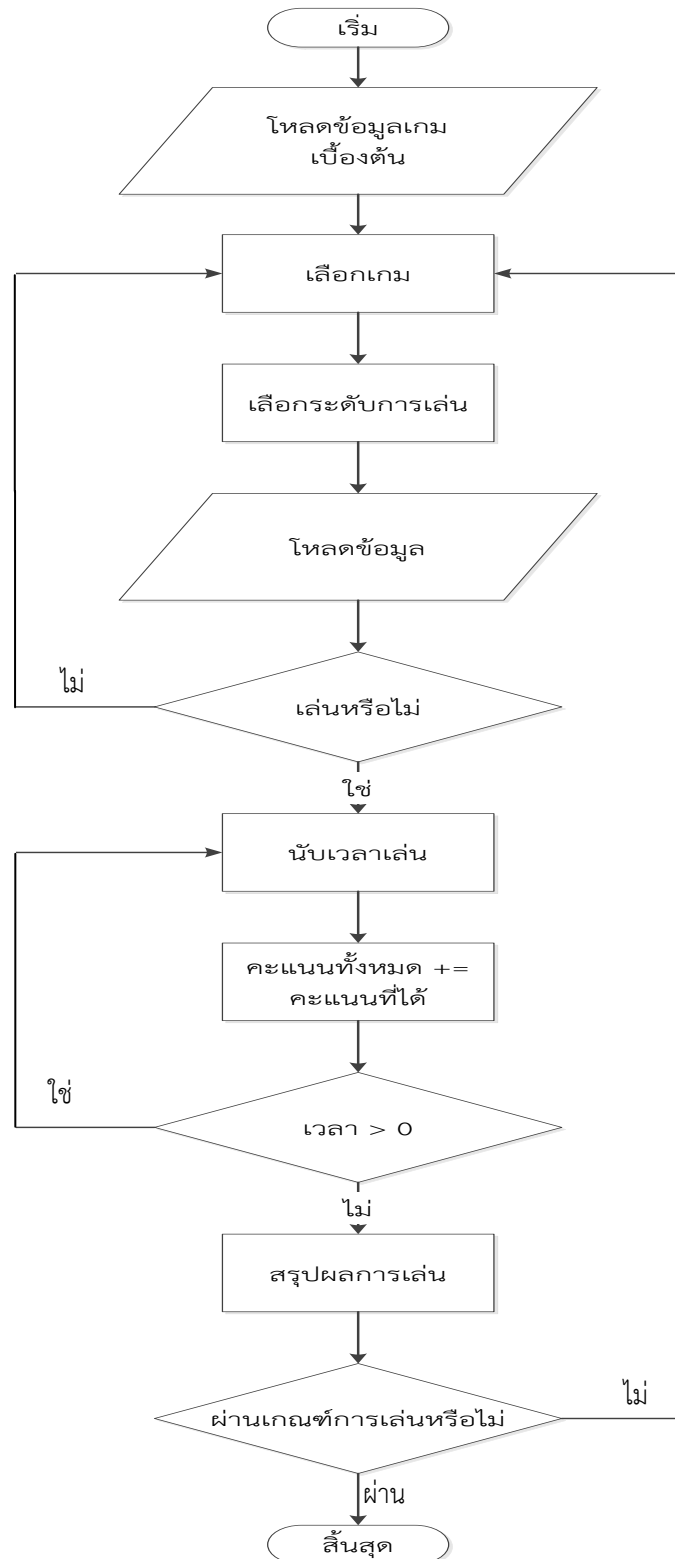 เริ่ม
โหลดข้อมูลเกม
เบื้องต้น
เลือกเกม
เลือกระดับการเล่น
โหลดข้อมูล
ไม่
เล่นหรือไม่
ใช่
นับเวลาเล่น
คะแนนทั้งหมด +=
คะแนนที่ได้
ใช่
เวลา > 0
ไม่
สรุปผลการเล่น
ไม่
ผ่านเกณฑ์การเล่นหรือไม่
ผ่าน
สิ้นสุด